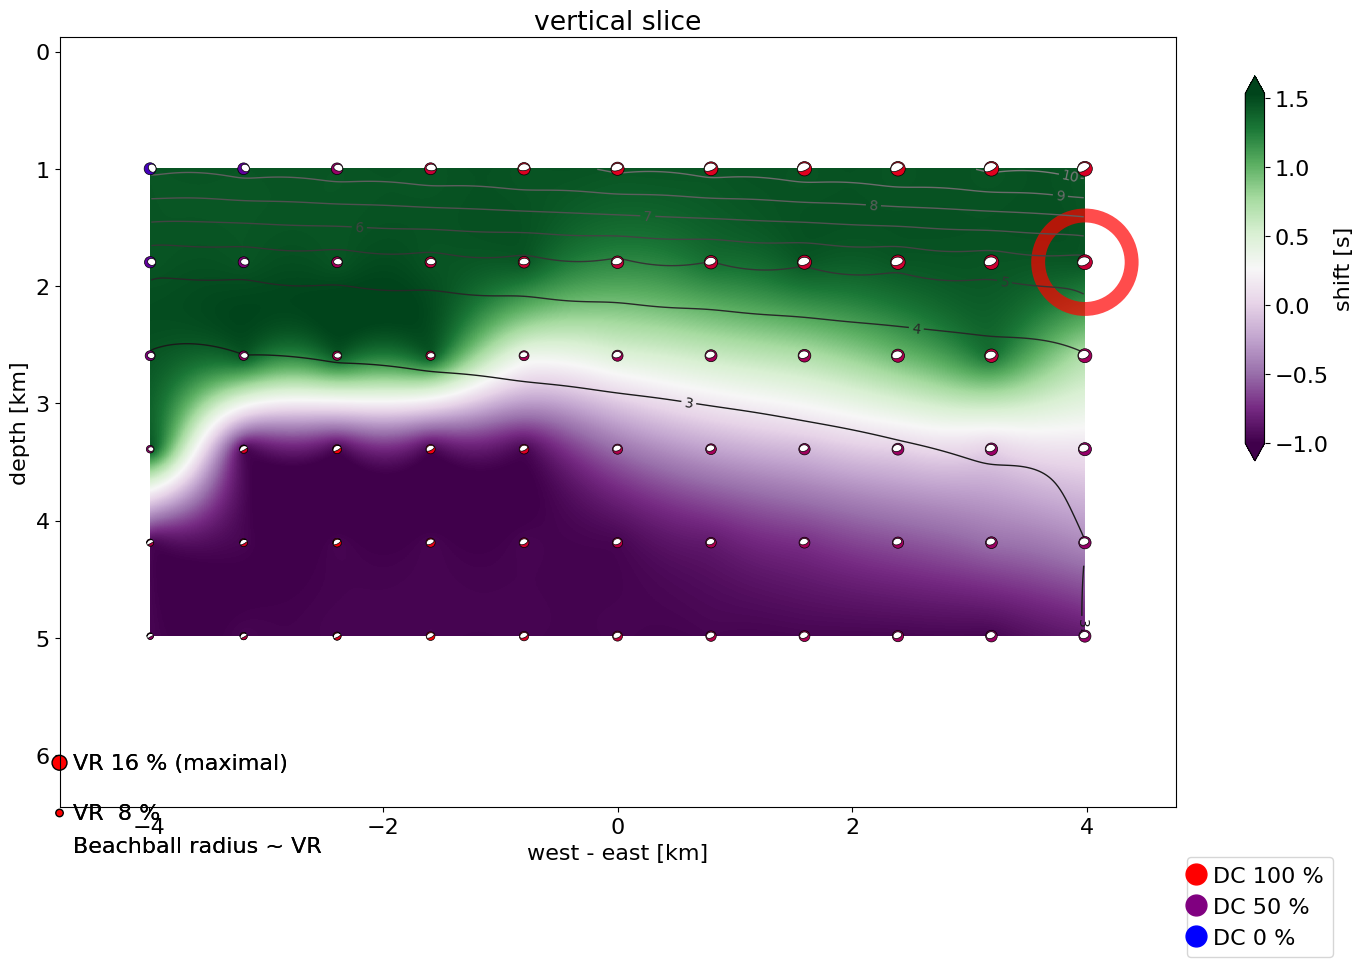 vertical slice
0
1
2
3
4
5
6
depth [km]
10
9
8
7
6
5
4
3
3
1.5
1.0
0.5
0.0
−0.5
−1.0
shift [s]
VR 16 % (maximal)
VR  8 %
Beachball radius ~ VR
−4
−2
0
2
4
west - east [km]
DC 100 %
DC 50 %
DC 0 %